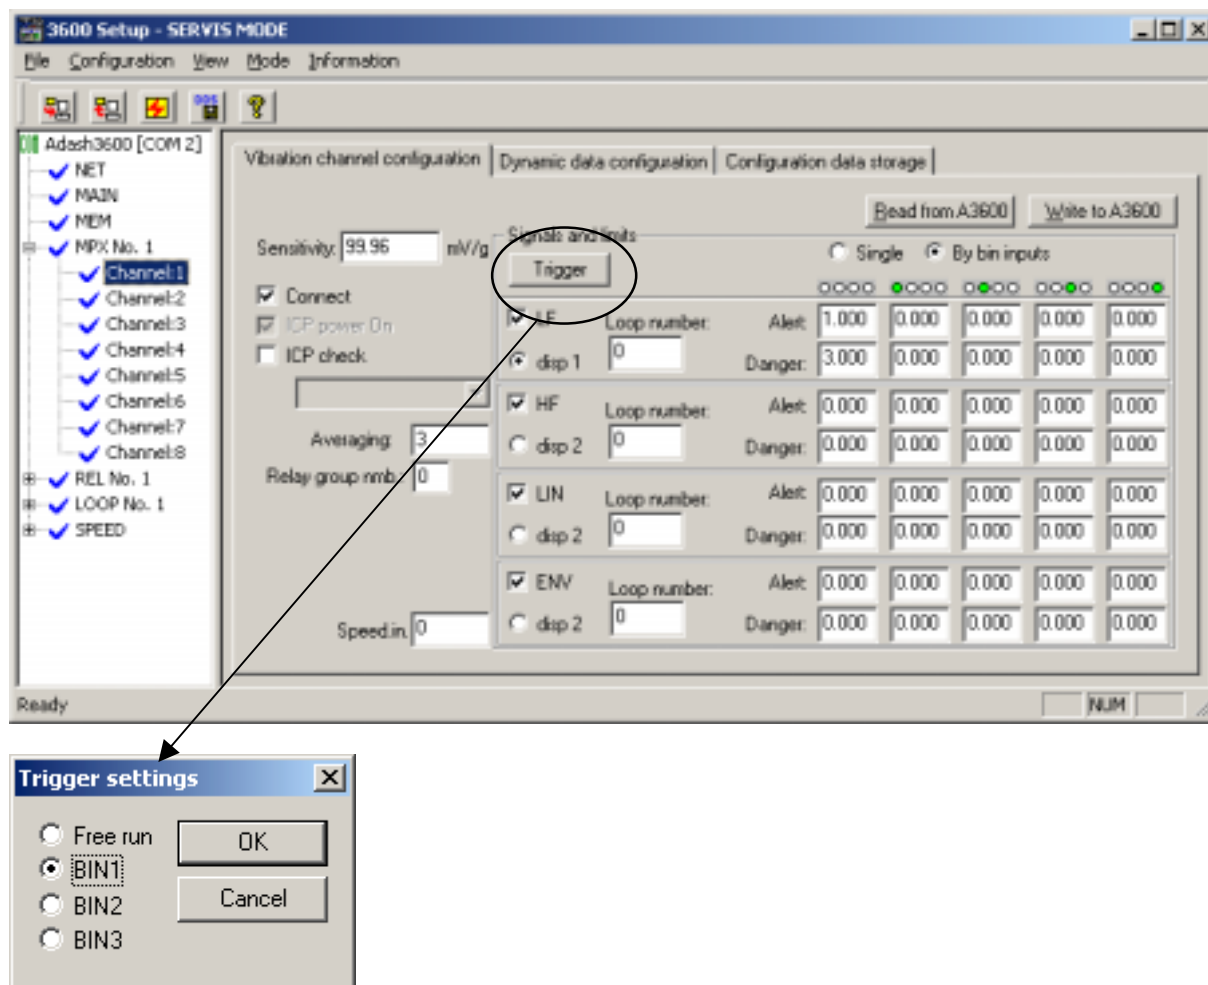 3600 Setup - SERVIS MODE
File Configuration View Mode Information
DOS
Adash3600 [COM 2]
NET
MAIN
MEM
MPX No. 1
Channel:1
Channel:2
Channel:3
Channel:4
Channel:5
Channel:6
Channel:7
Channel:8
REL No. 1
LOOP No. 1
SPEED
Vibration channel configuration Dynamic data configuration Configuration data storage
Read from A3600 Write to A3600
Sensitivity: 99.96 mV/g
Connect
ICP power On
ICP check
Averaging: 3
Relay group nmb.: 0
Speed.in. 0
Signals and limits
Trigger
Single By bin inputs
LF Loop number: Alert: 1.000 0.000 0.000 0.000 0.000
disp 1 0 Danger: 3.000 0.000 0.000 0.000 0.000
HF Loop number: Alert: 0.000 0.000 0.000 0.000 0.000
disp 2 0 Danger: 0.000 0.000 0.000 0.000 0.000
LIN Loop number: Alert: 0.000 0.000 0.000 0.000 0.000
disp 2 0 Danger: 0.000 0.000 0.000 0.000 0.000
ENV Loop number: Alert: 0.000 0.000 0.000 0.000 0.000
disp 2 0 Danger: 0.000 0.000 0.000 0.000 0.000
Ready NUM
Trigger settings
Free run OK
BIN1
BIN2 Cancel
BIN3